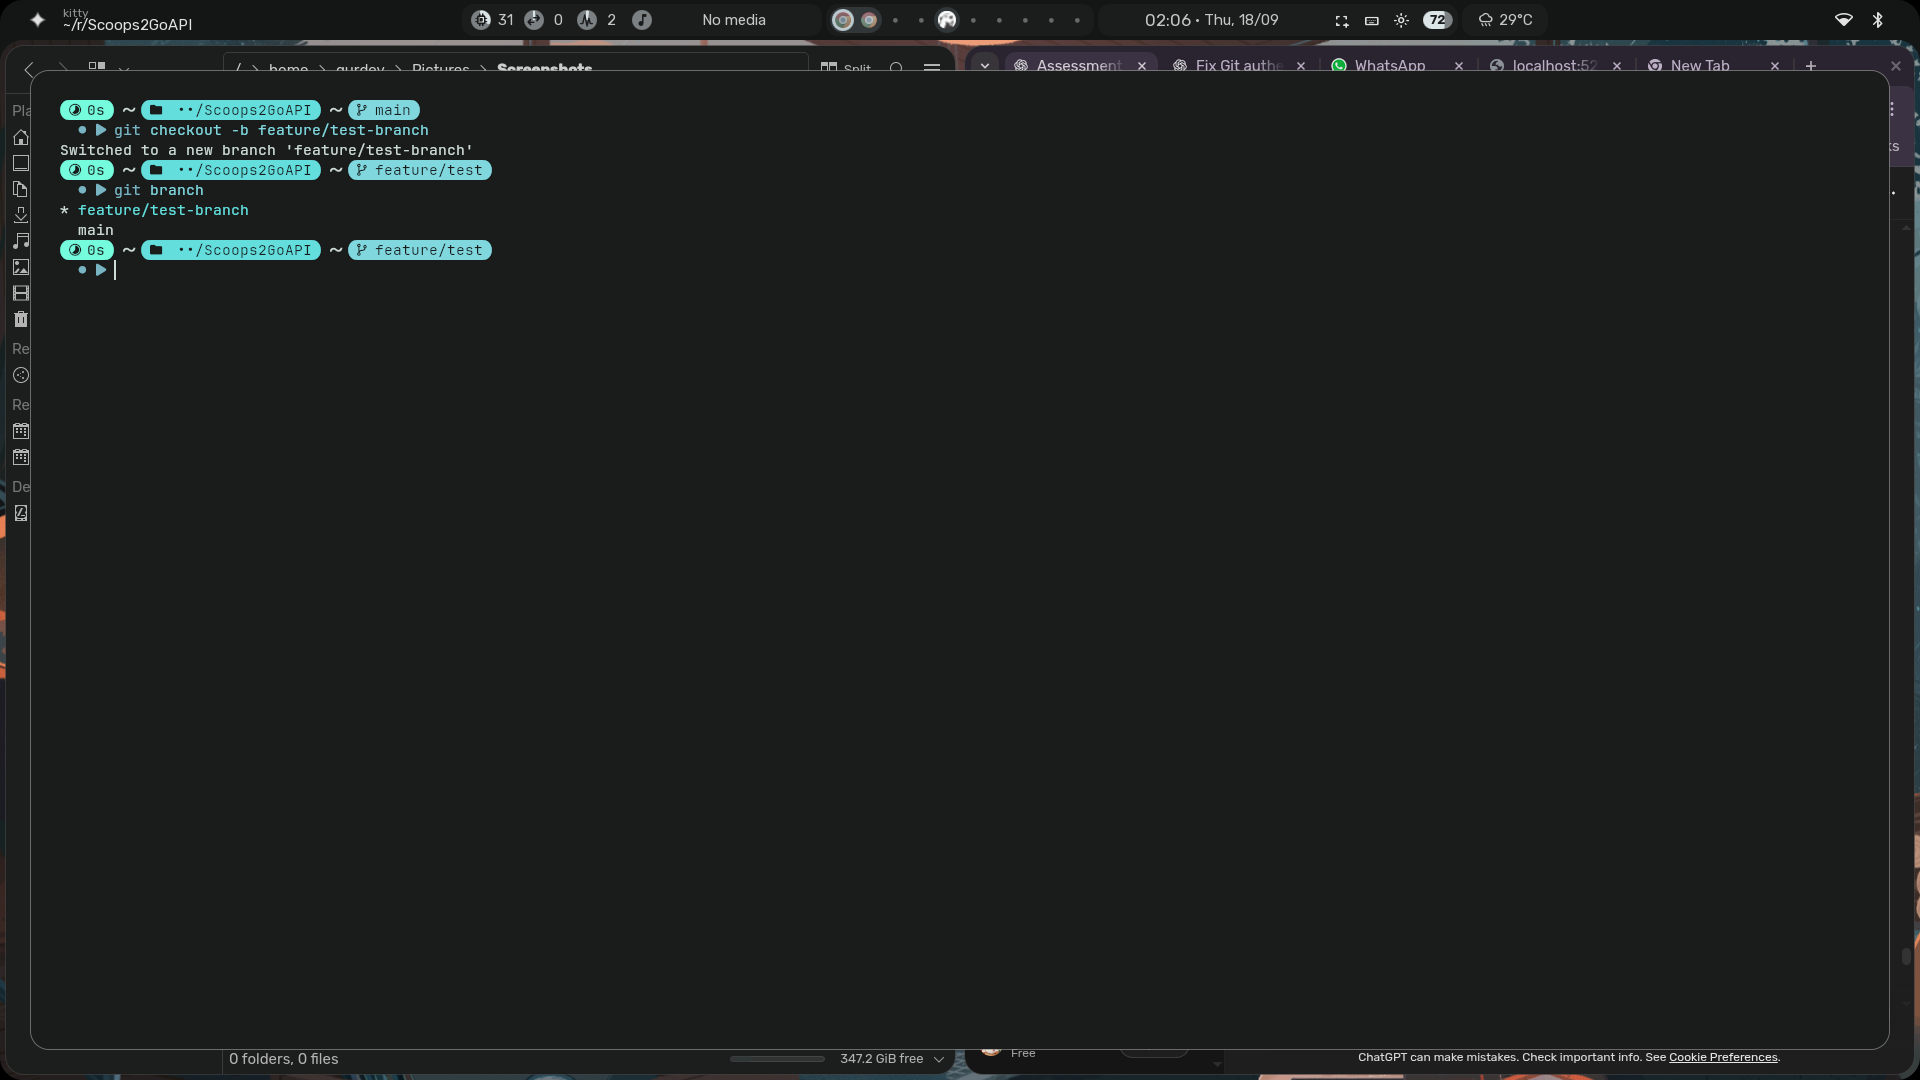 kitty
~/r/Scoops2GoAPI
31 0 2 No media 02:06 • Thu, 18/09 72 29°C
/ home gurdev Pictures Screenshots Split
Assessment Fix Git authe WhatsApp localhost:52 New Tab
0s ~ ··/Scoops2GoAPI ~ main
git checkout -b feature/test-branch
Switched to a new branch 'feature/test-branch'
0s ~ ··/Scoops2GoAPI ~ feature/test
git branch
* feature/test-branch
main
0s ~ ··/Scoops2GoAPI ~ feature/test
Pla
Re
Re
De
ks
0 folders, 0 files 347.2 GiB free
Free
ChatGPT can make mistakes. Check important info. See Cookie Preferences.